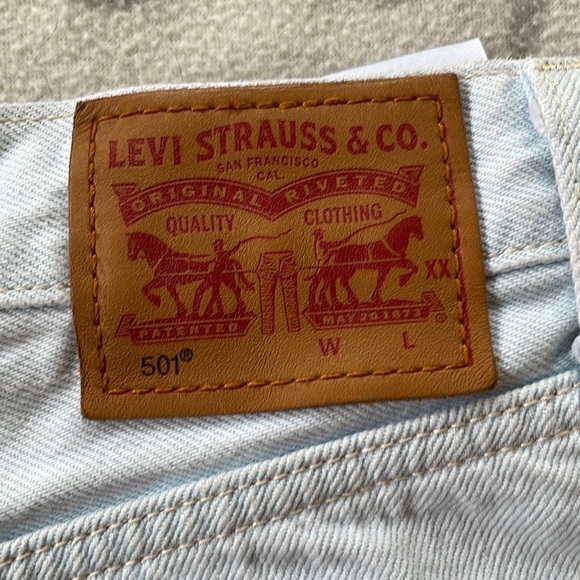 LEVI STRAUSS & CO.
SAN FRANCISCO
CAL.
ORIGINAL RIVETED
QUALITY CLOTHING
XX
PATENTED MAY 20 1873
501® W L